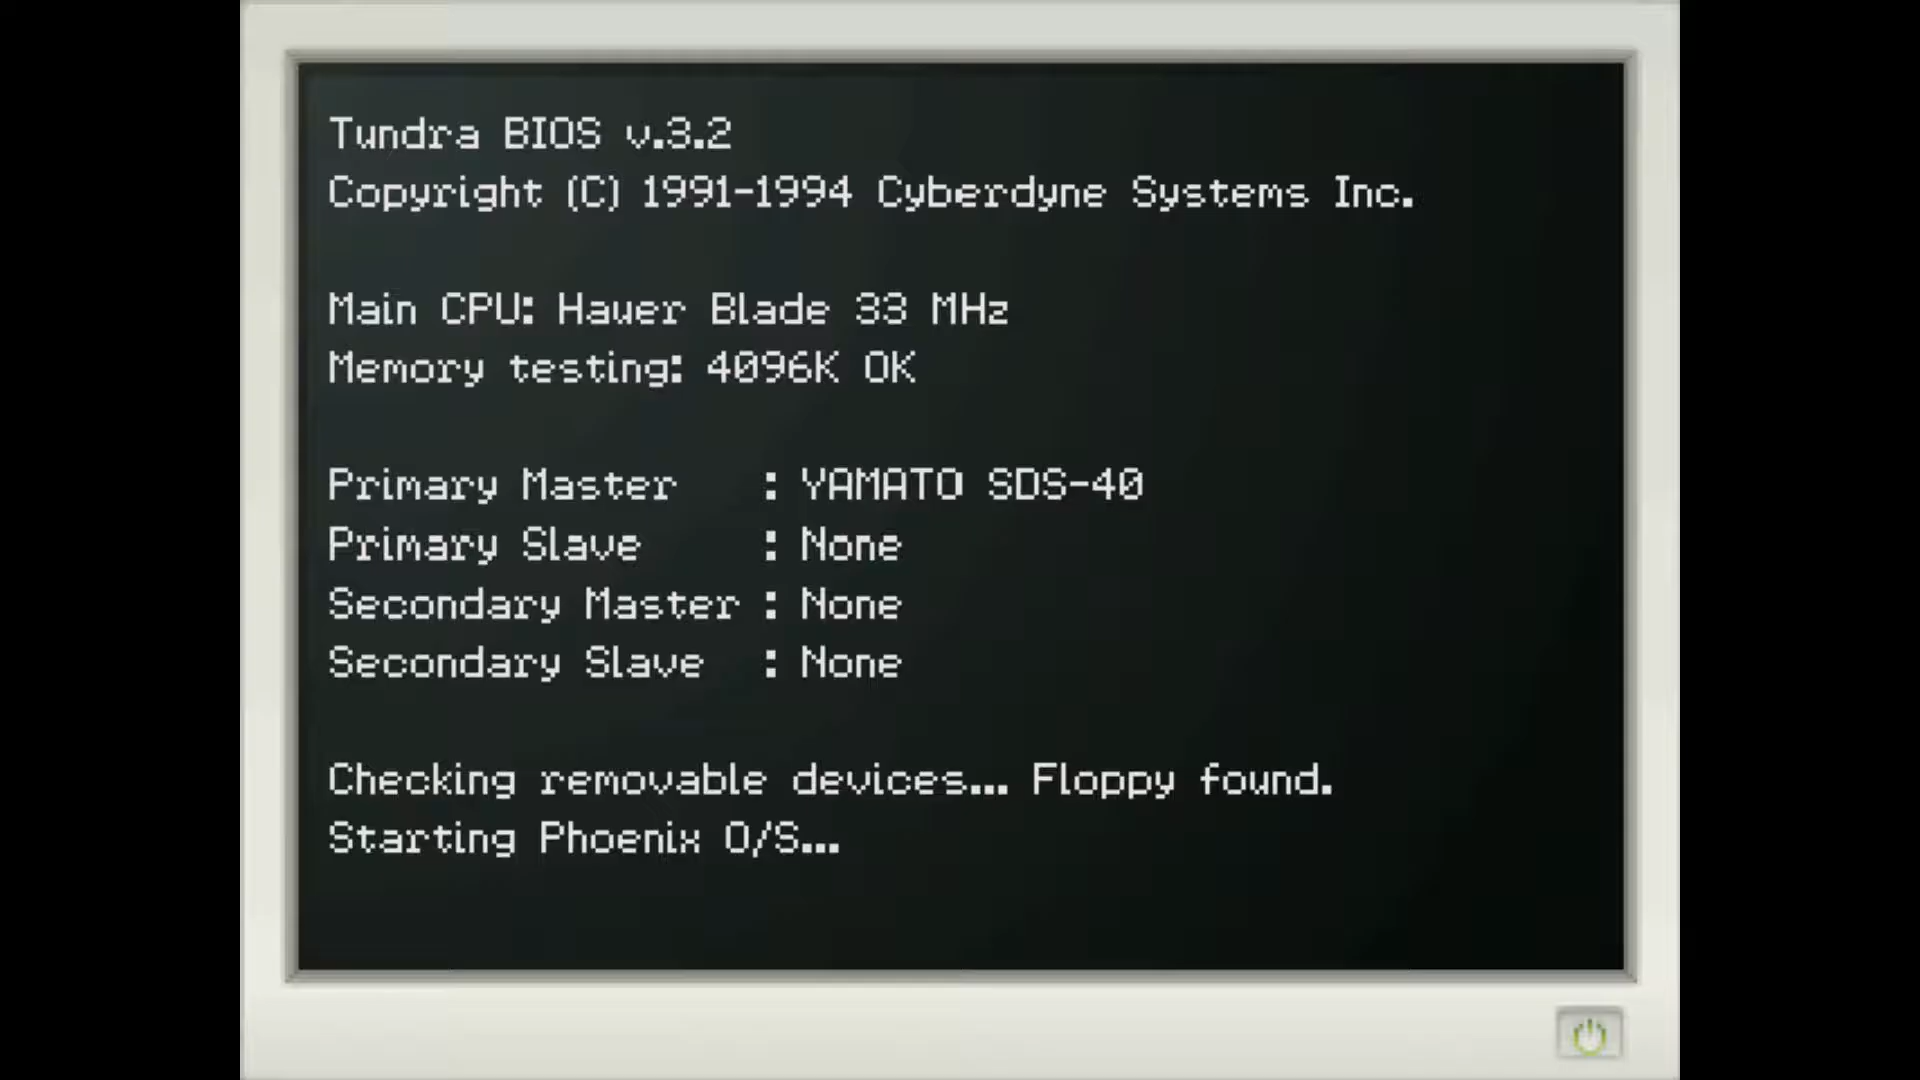 Tundra BIOS v.3.2
Copyright (C) 1991-1994 Cyberdyne Systems Inc.
Main CPU: Hauer Blade 33 MHz
Memory testing: 4096K OK
Primary Master : YAMATO SDS-40
Primary Slave : None
Secondary Master : None
Secondary Slave : None
Checking removable devices... Floppy found.
Starting Phoenix O/S...